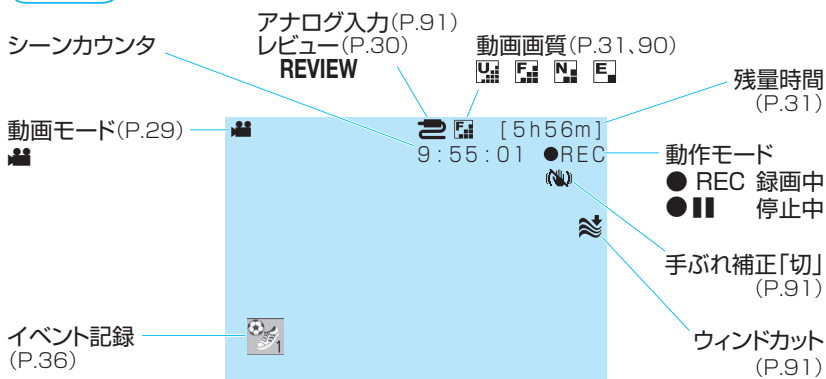 シーンカウンタ
アナログ入力(P.91)
レビュー(P.30)
REVIEW
動画画質(P.31、90)
U F N E
残量時間
(P.31)
動画モード(P.29)
F [5h56m]
9:55:01 ●REC
動作モード
● REC 録画中
●▮▮ 停止中
手ぶれ補正「切」
(P.91)
イベント記録
(P.36)
1
ウィンドカット
(P.91)